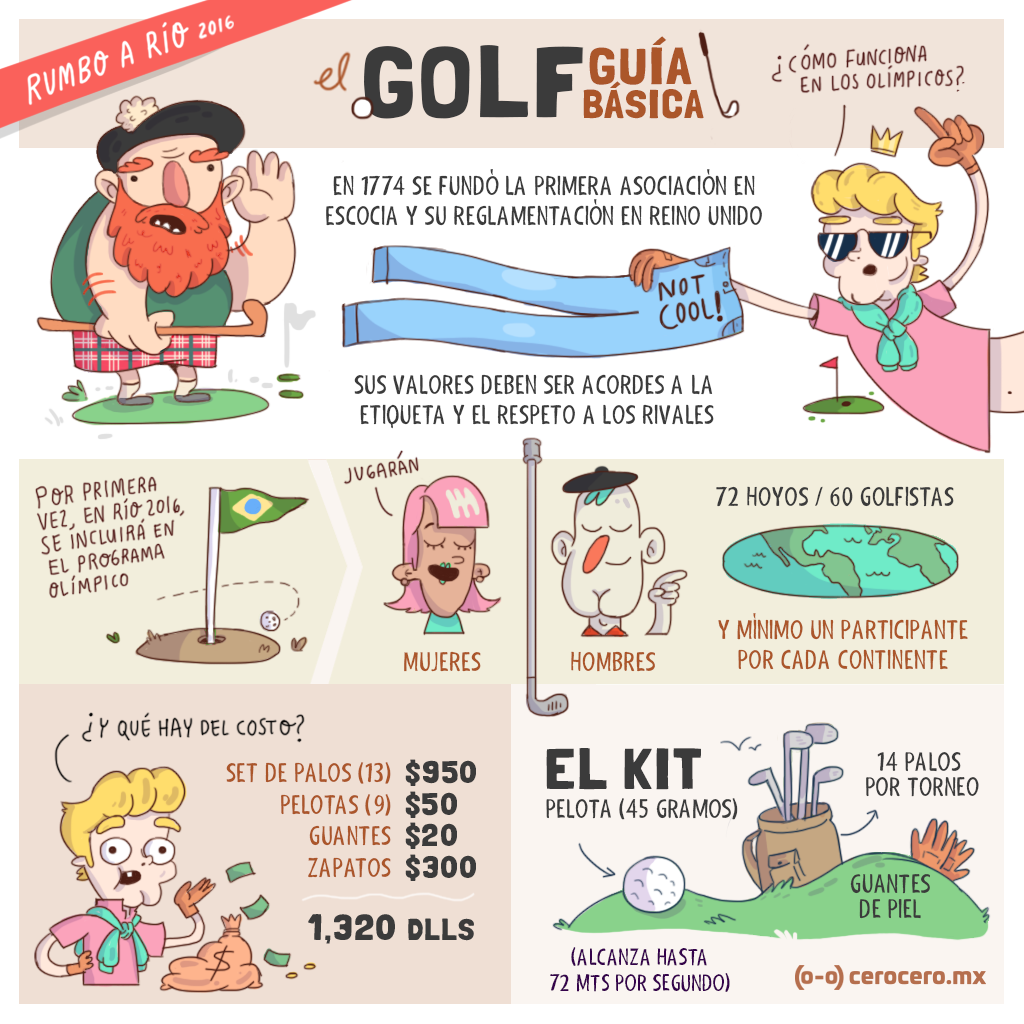 RUMBO A RÍO 2016
el GOLF GUÍA BÁSICA
¿CÓMO FUNCIONA
EN LOS OLÍMPICOS?
EN 1774 SE FUNDÓ LA PRIMERA ASOCIACIÓN EN
ESCOCIA Y SU REGLAMENTACIÓN EN REINO UNIDO
NOT
COOL!
SUS VALORES DEBEN SER ACORDES A LA
ETIQUETA Y EL RESPETO A LOS RIVALES
POR PRIMERA
VEZ, EN RÍO 2016,
SE INCLUIRÁ EN
EL PROGRAMA
OLÍMPICO
JUGARÁN
MUJERES
HOMBRES
72 HOYOS / 60 GOLFISTAS
Y MÍNIMO UN PARTICIPANTE
POR CADA CONTINENTE
¿Y QUÉ HAY DEL COSTO?
SET DE PALOS (13) $950
PELOTAS (9) $50
GUANTES $20
ZAPATOS $300
1,320 DLLS
$
EL KIT
PELOTA (45 GRAMOS)
14 PALOS
POR TORNEO
GUANTES
DE PIEL
(ALCANZA HASTA
72 MTS POR SEGUNDO)
(o-o) cerocero.mx